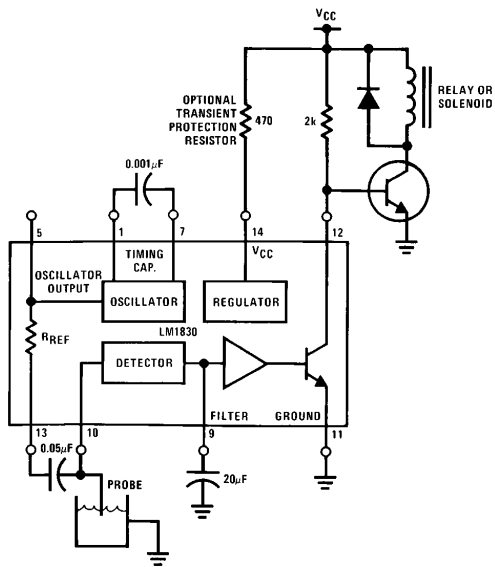 VCC
OPTIONAL
TRANSIENT
PROTECTION
RESISTOR
470
2k
RELAY OR
SOLENOID
0.001μF
5
1
7
14
12
TIMING
CAP.
VCC
OSCILLATOR
OUTPUT
OSCILLATOR
REGULATOR
LM1830
RREF
DETECTOR
FILTER
GROUND
13
10
9
11
0.05μF
PROBE
20μF